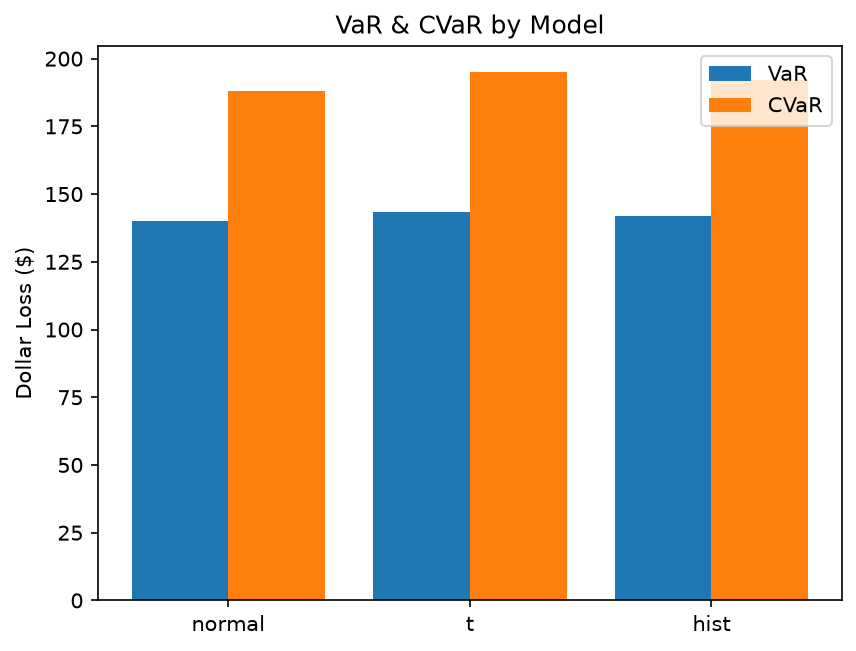 VaR & CVaR by Model
200
175
150
125
100
75
50
25
0
Dollar Loss ($)
VaR
CVaR
normal
t
hist